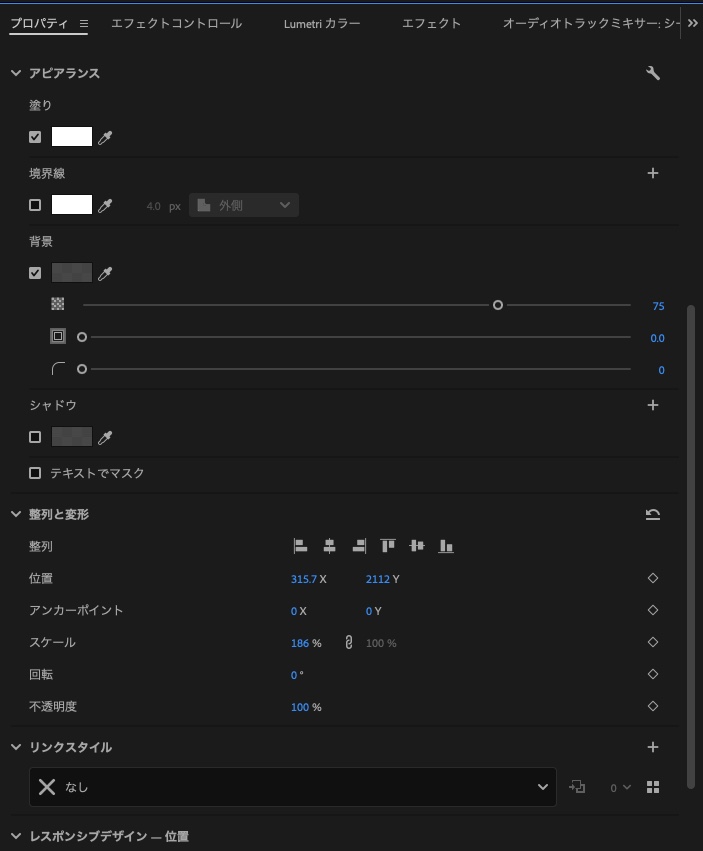 プロパティ エフェクトコントロール Lumetri カラー エフェクト オーディオトラックミキサー: シー
アピアランス
塗り
境界線
4.0 px 外側
背景
75
0.0
0
シャドウ
テキストでマスク
整列と変形
整列
位置 315.7 X 2112 Y
アンカーポイント 0 X 0 Y
スケール 186 % 100 %
回転 0 °
不透明度 100 %
リンクスタイル
なし 0
レスポンシブデザイン — 位置